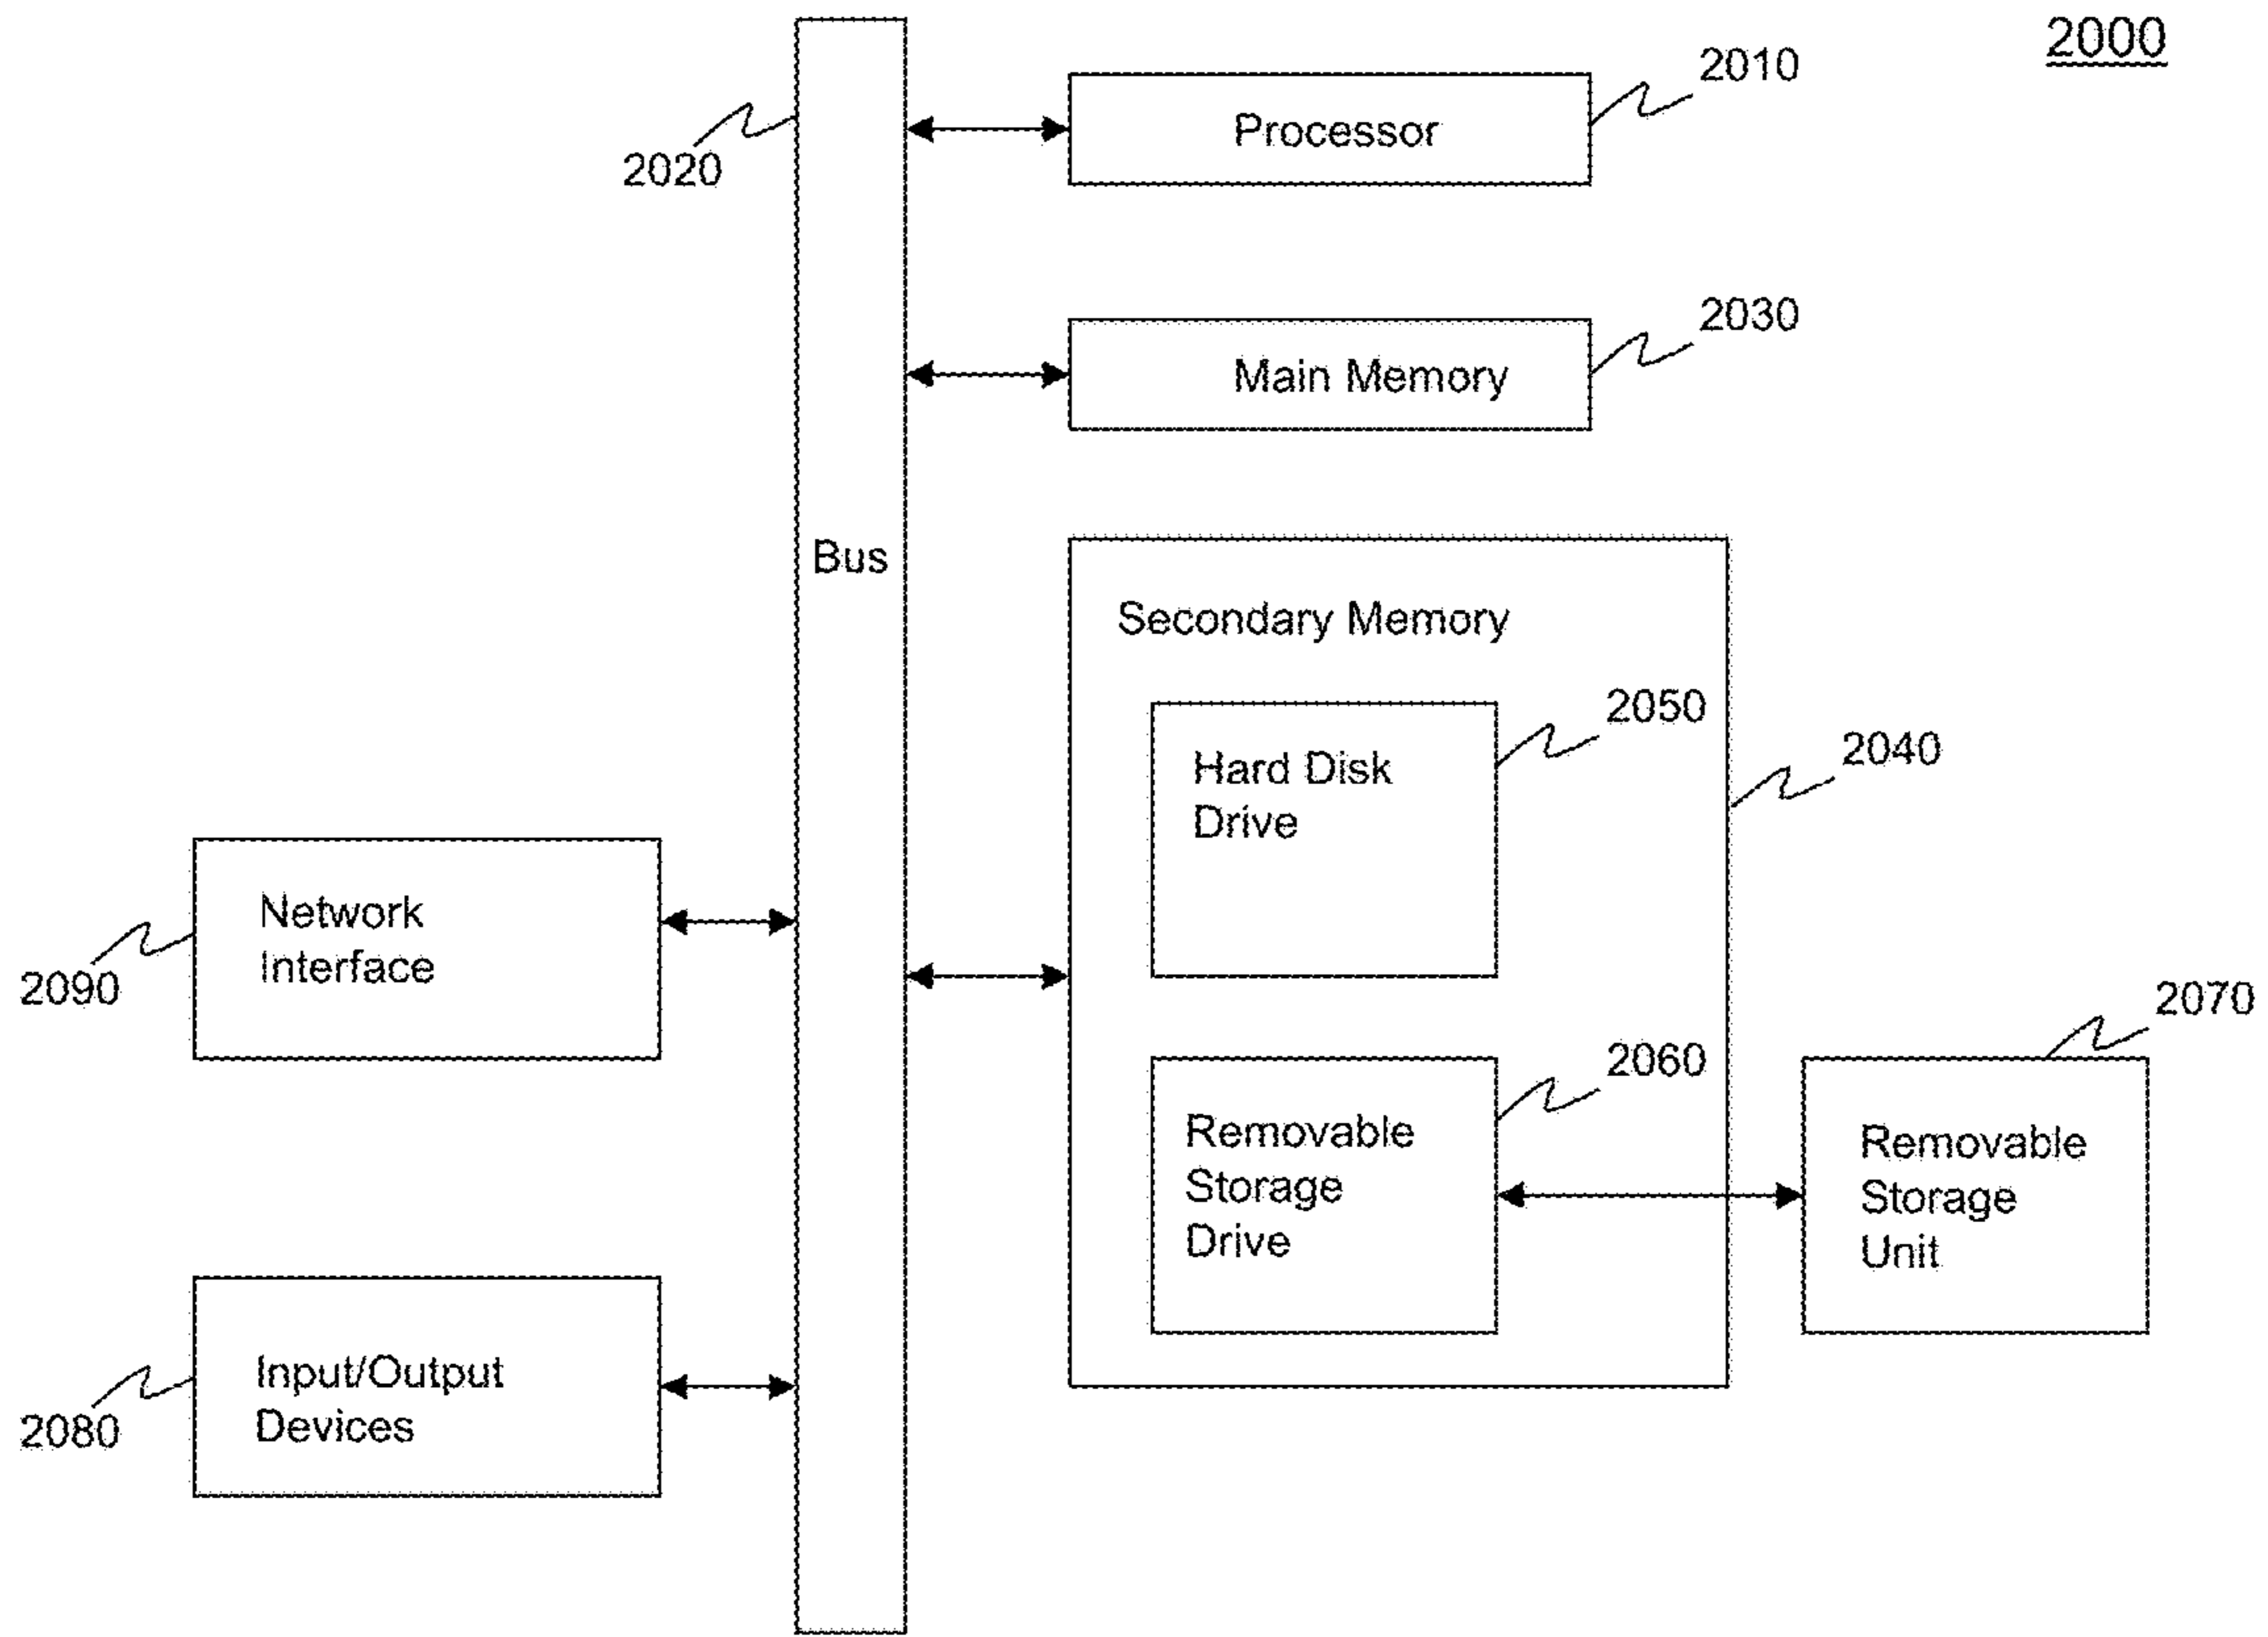 2000
2010
Processor
2020
2030
Main Memory
Bus
Secondary Memory
2050
Hard Disk
Drive
2040
Network
Interface
2090
2070
2060
Removable
Storage
Drive
Removable
Storage
Unit
Input/Output
Devices
2080